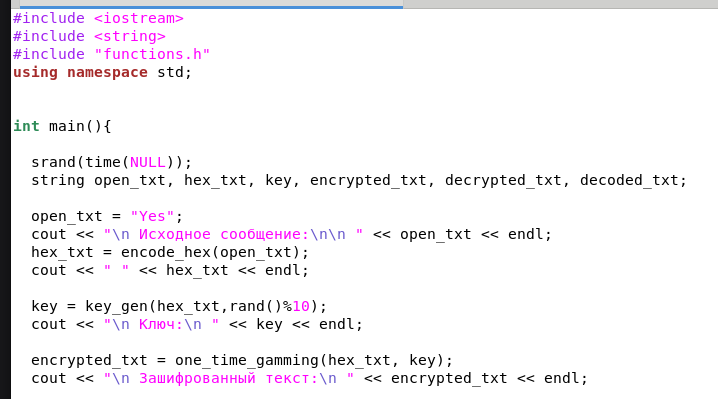 #include <iostream>
#include <string>
#include "functions.h"
using namespace std;
int main(){
srand(time(NULL));
string open_txt, hex_txt, key, encrypted_txt, decrypted_txt, decoded_txt;
open_txt = "Yes";
cout << "\n Исходное сообщение:\n\n " << open_txt << endl;
hex_txt = encode_hex(open_txt);
cout << " " << hex_txt << endl;
key = key_gen(hex_txt,rand()%10);
cout << "\n Ключ:\n " << key << endl;
encrypted_txt = one_time_gamming(hex_txt, key);
cout << "\n Зашифрованный текст:\n " << encrypted_txt << endl;